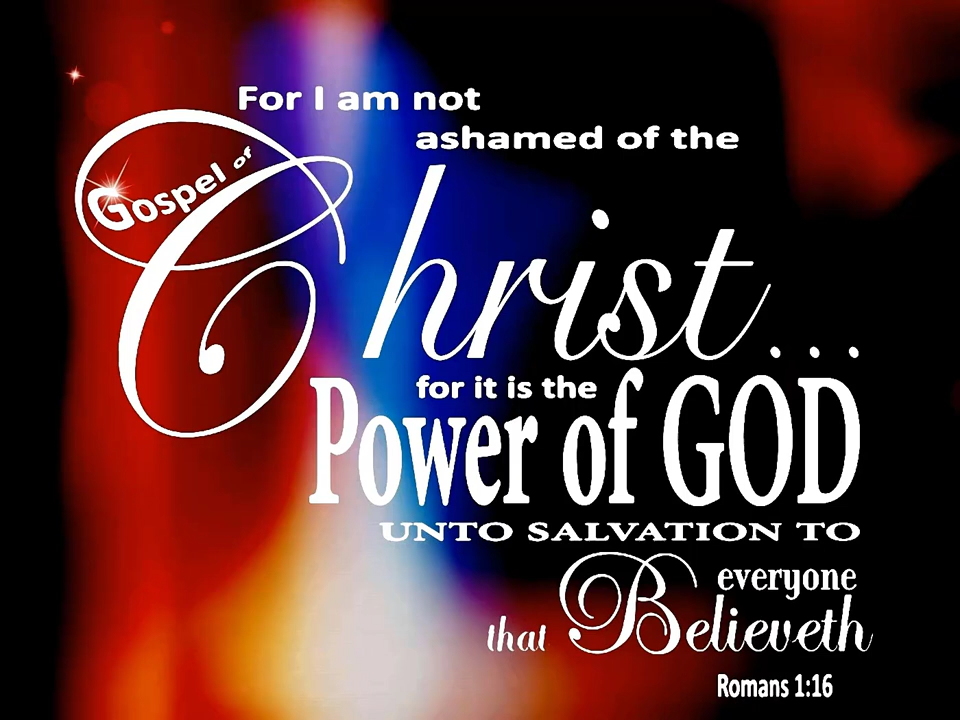 For I am not
ashamed of the
Gospel of
Christ...
for it is the
Power of GOD
UNTO SALVATION TO
everyone
that Believeth
Romans 1:16